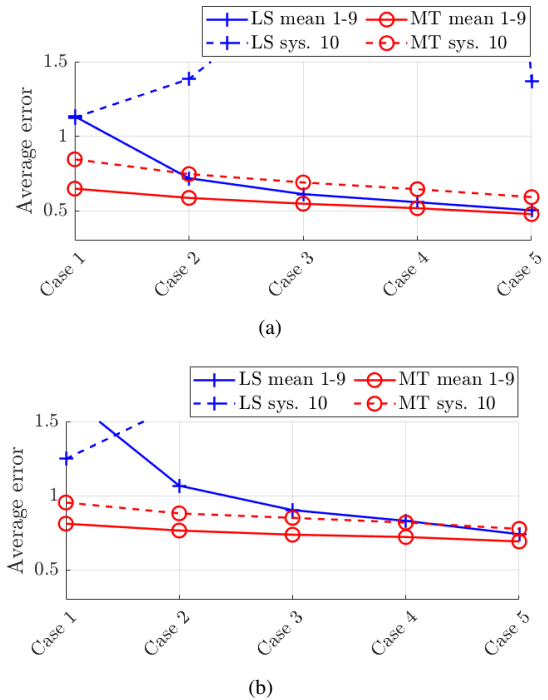 LS mean 1-9 MT mean 1-9
LS sys. 10 MT sys. 10
1.5
1
0.5
Average error
Case 1 Case 2 Case 3 Case 4 Case 5
(a)
LS mean 1-9 MT mean 1-9
LS sys. 10 MT sys. 10
1.5
1
0.5
Average error
Case 1 Case 2 Case 3 Case 4 Case 5
(b)